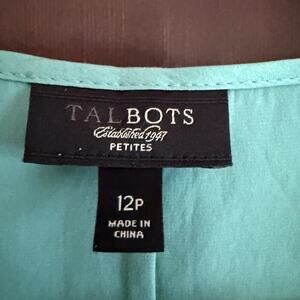 TALBOTS
Established 1947
PETITES
12P
MADE IN
CHINA